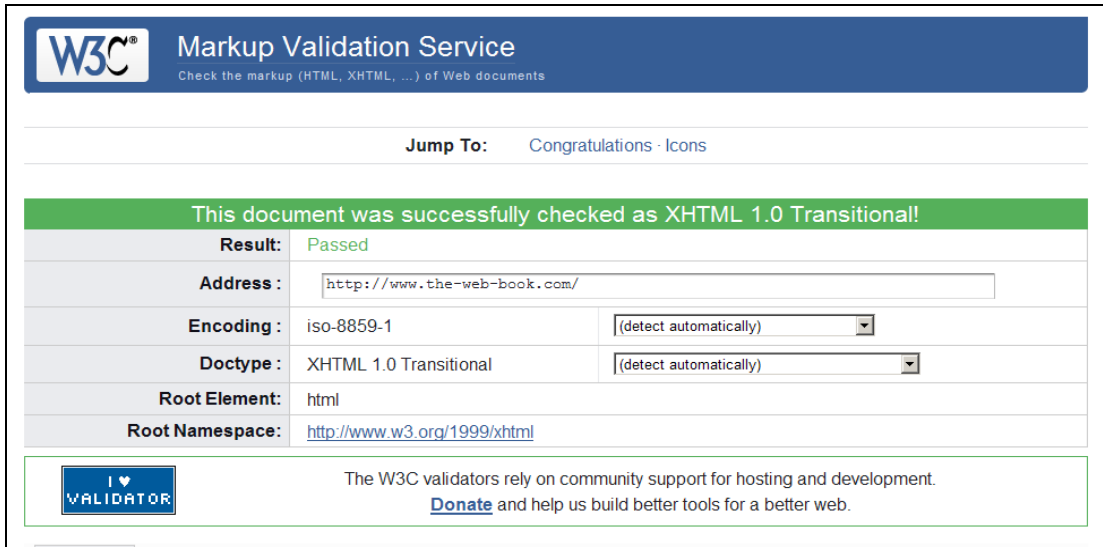 W3C®
Markup Validation Service
Check the markup (HTML, XHTML, ...) of Web documents
Jump To: Congratulations · Icons
This document was successfully checked as XHTML 1.0 Transitional!
Result: Passed
Address : http://www.the-web-book.com/
Encoding : iso-8859-1 (detect automatically)
Doctype : XHTML 1.0 Transitional (detect automatically)
Root Element: html
Root Namespace: http://www.w3.org/1999/xhtml
I ♥
VALIDATOR
The W3C validators rely on community support for hosting and development.
Donate and help us build better tools for a better web.